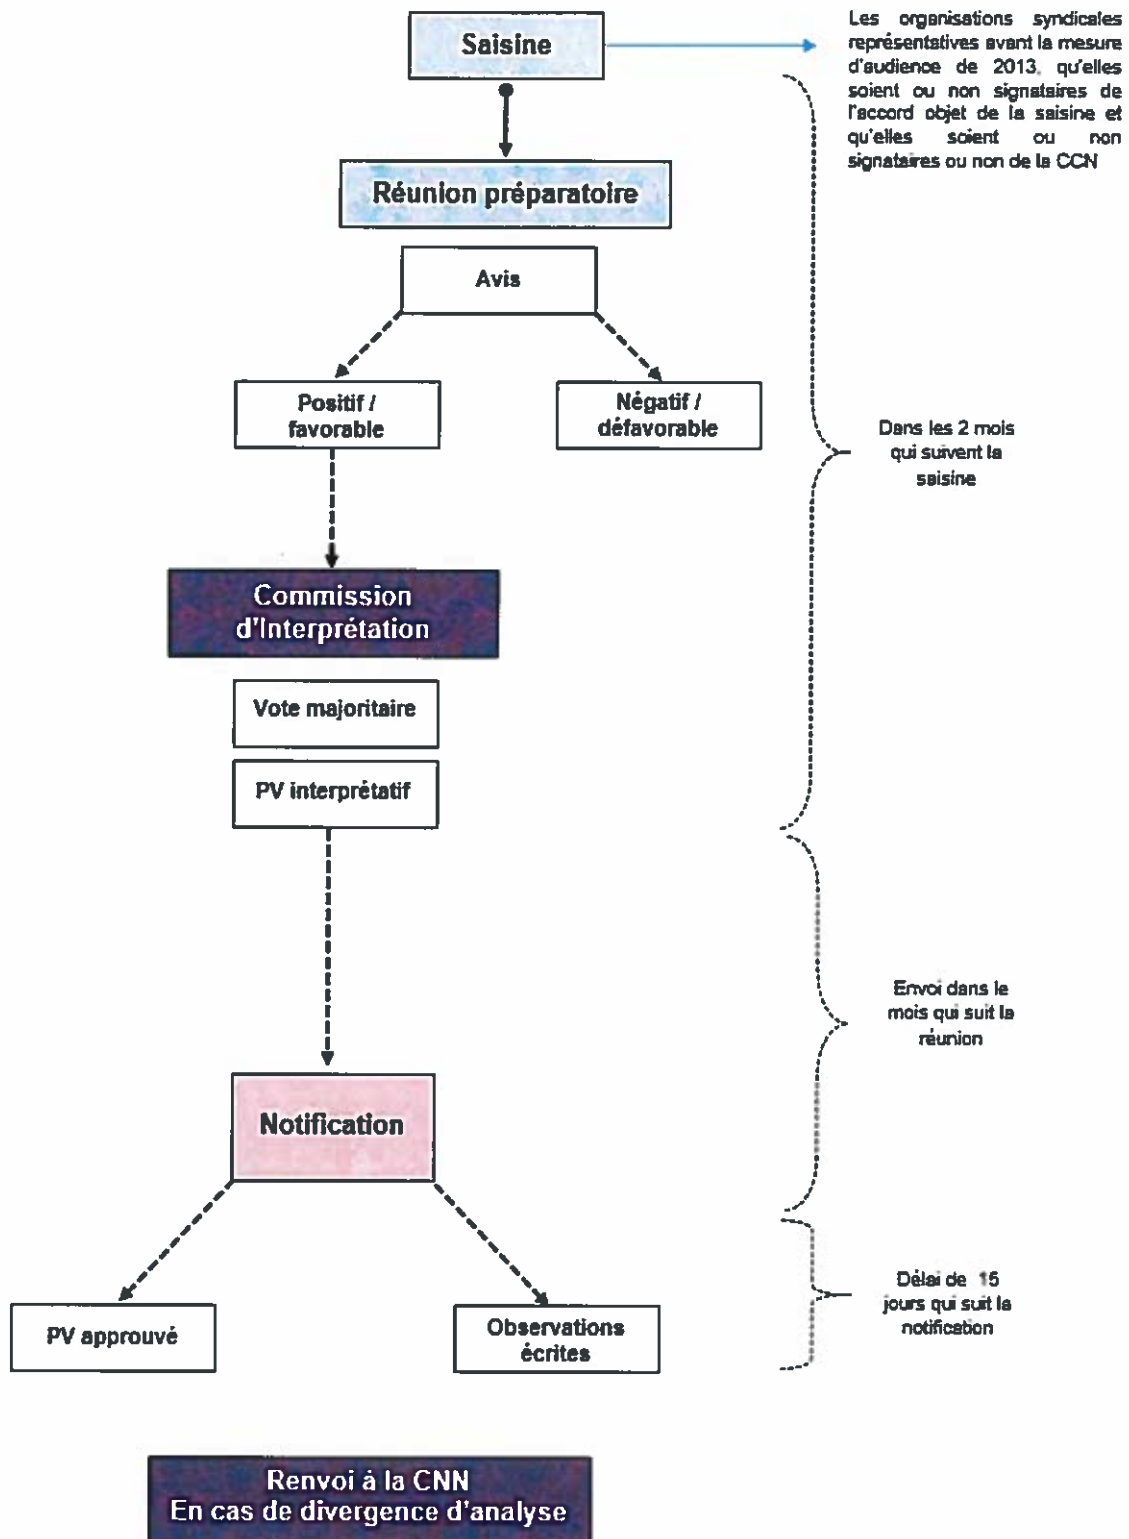 Saisine
Les organisations syndicales
représentatives avant la mesure
d'audience de 2013, qu'elles
soient ou non signataires de
l'accord objet de la saisine et
qu'elles soient ou non
signataires ou non de la CCN
Réunion préparatoire
Avis
Positif /
favorable
Négatif /
défavorable
Dans les 2 mois
qui suivent la
saisine
Commission
d'Interprétation
Vote majoritaire
PV interprétatif
Envoi dans le
mois qui suit la
réunion
Notification
Délai de 15
jours qui suit la
notification
PV approuvé
Observations
écrites
Renvoi à la CNN
En cas de divergence d'analyse